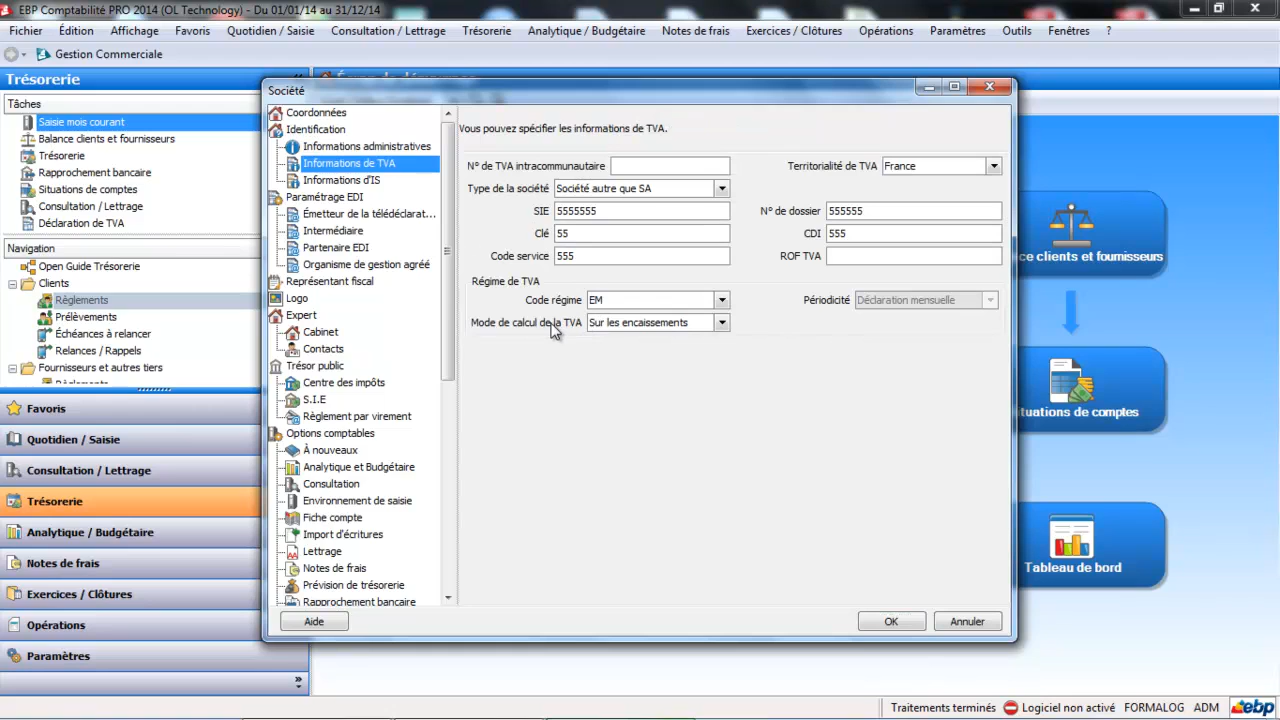 EBP Comptabilité PRO 2014 (OL Technology) - Du 01/01/14 au 31/12/14
Fichier Édition Affichage Favoris Quotidien / Saisie Consultation / Lettrage Trésorerie Analytique / Budgétaire Notes de frais Exercices / Clôtures Opérations Paramètres Outils Fenêtres ?
Gestion Commerciale
Trésorerie
Tâches
Saisie mois courant
Balance clients et fournisseurs
Trésorerie
Rapprochement bancaire
Situations de comptes
Consultation / Lettrage
Déclaration de TVA
Navigation
Open Guide Trésorerie
Clients
Règlements
Prélèvements
Échéances à relancer
Relances / Rappels
Fournisseurs et autres tiers
Favoris
Quotidien / Saisie
Consultation / Lettrage
Trésorerie
Analytique / Budgétaire
Notes de frais
Exercices / Clôtures
Opérations
Paramètres
Société
Coordonnées
Identification
Informations administratives
Informations de TVA
Informations d'IS
Paramétrage EDI
Émetteur de la télédéclarat...
Intermédiaire
Partenaire EDI
Organisme de gestion agréé
Représentant fiscal
Logo
Expert
Cabinet
Contacts
Trésor public
Centre des impôts
S.I.E
Règlement par virement
Options comptables
À nouveaux
Analytique et Budgétaire
Consultation
Environnement de saisie
Fiche compte
Import d'écritures
Lettrage
Notes de frais
Prévision de trésorerie
Rapprochement bancaire
Vous pouvez spécifier les informations de TVA.
N° de TVA intracommunautaire Territorialité de TVA France
Type de la société Société autre que SA
SIE 5555555 N° de dossier 555555
Clé 55 CDI 555
Code service 555 ROF TVA
Régime de TVA
Code régime EM Périodicité Déclaration mensuelle
Mode de calcul de la TVA Sur les encaissements
Aide OK Annuler
ce clients et fournisseurs
ituations de comptes
Tableau de bord
Traitements terminés Logiciel non activé FORMALOG ADM ebp